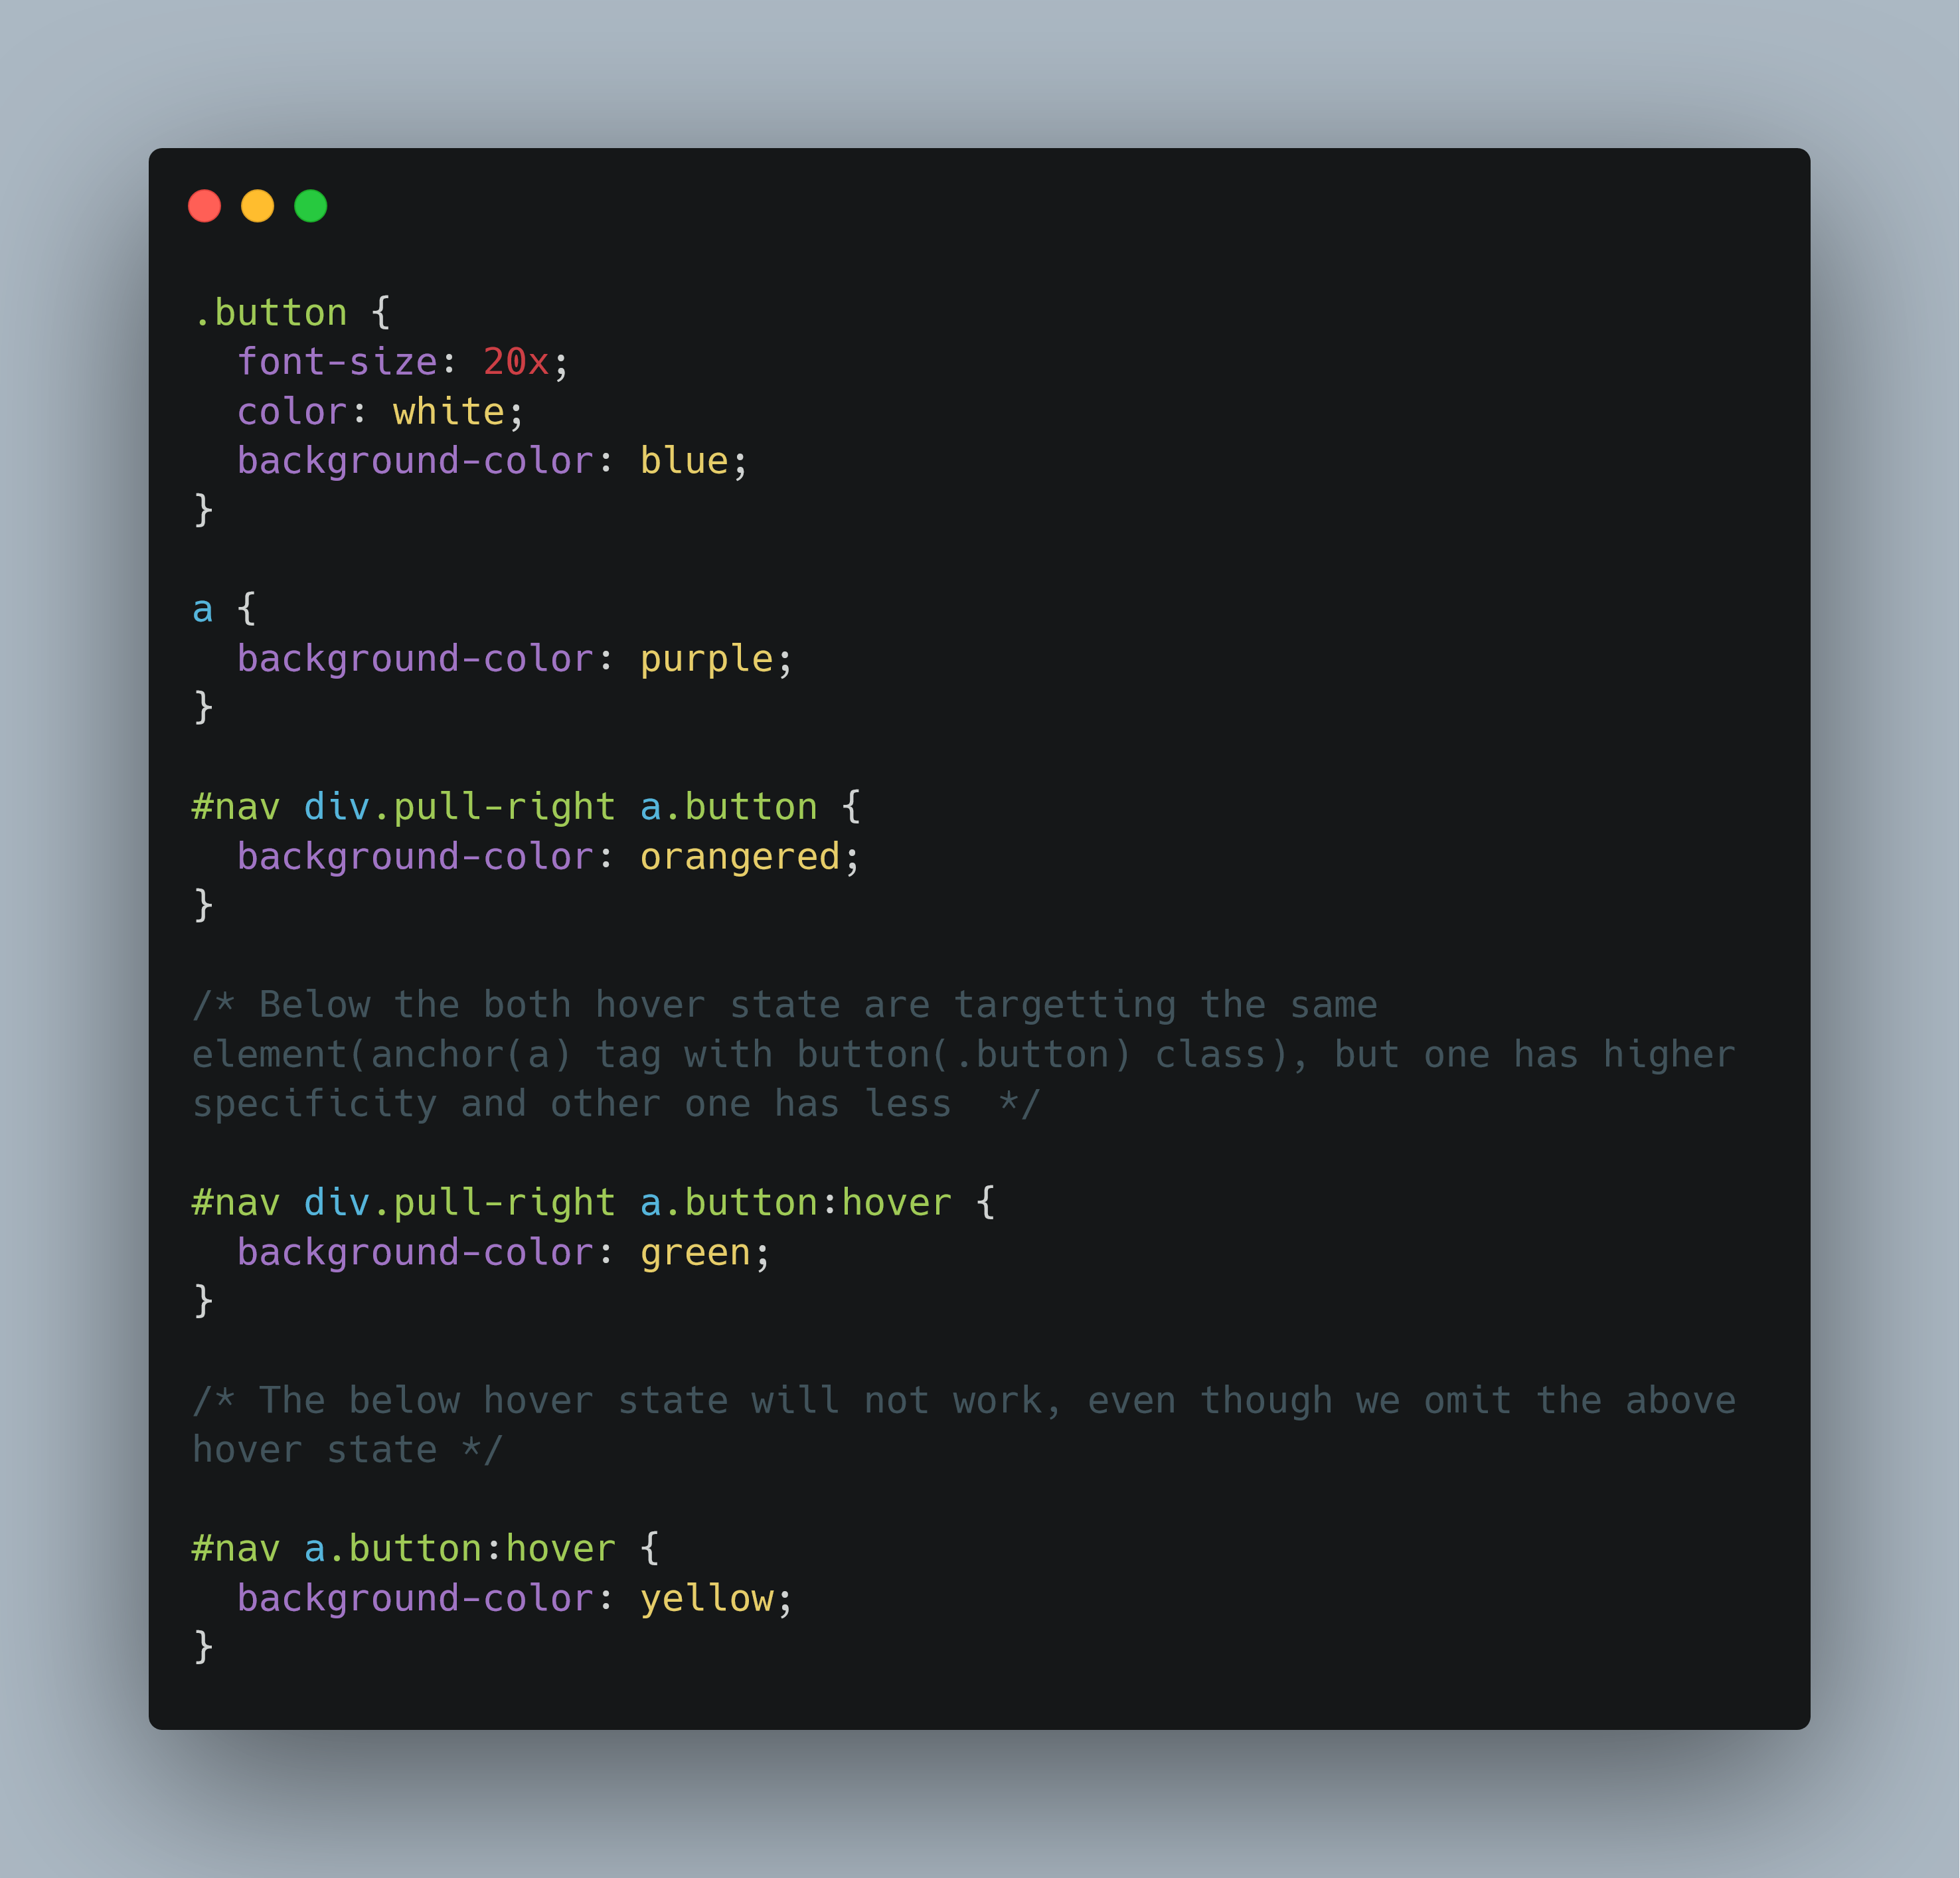 .button {
  font-size: 20x;
  color: white;
  background-color: blue;
}

a {
  background-color: purple;
}

#nav div.pull-right a.button {
  background-color: orangered;
}

/* Below the both hover state are targetting the same
element(anchor(a) tag with button(.button) class), but one has higher
specificity and other one has less  */

#nav div.pull-right a.button:hover {
  background-color: green;
}

/* The below hover state will not work, even though we omit the above
hover state */

#nav a.button:hover {
  background-color: yellow;
}